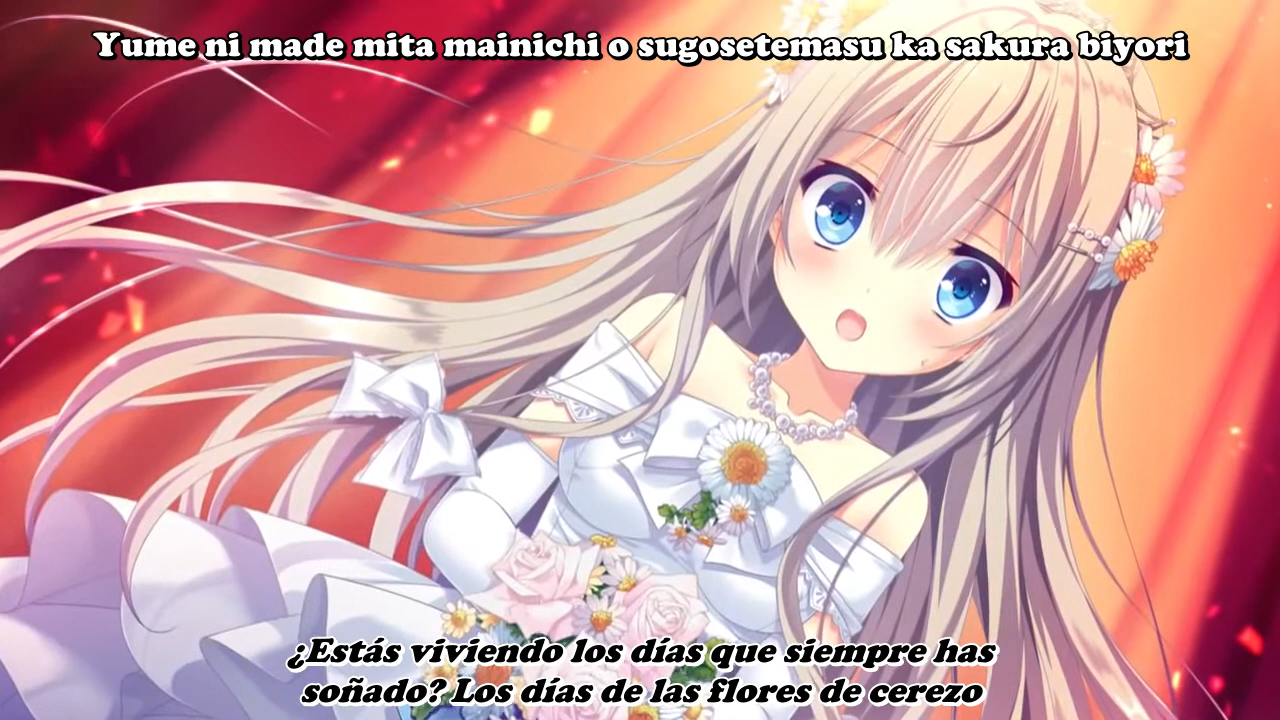 Yume ni made mita mainichi o sugosetemasu ka sakura biyori
¿Estás viviendo los días que siempre has
soñado? Los días de las flores de cerezo